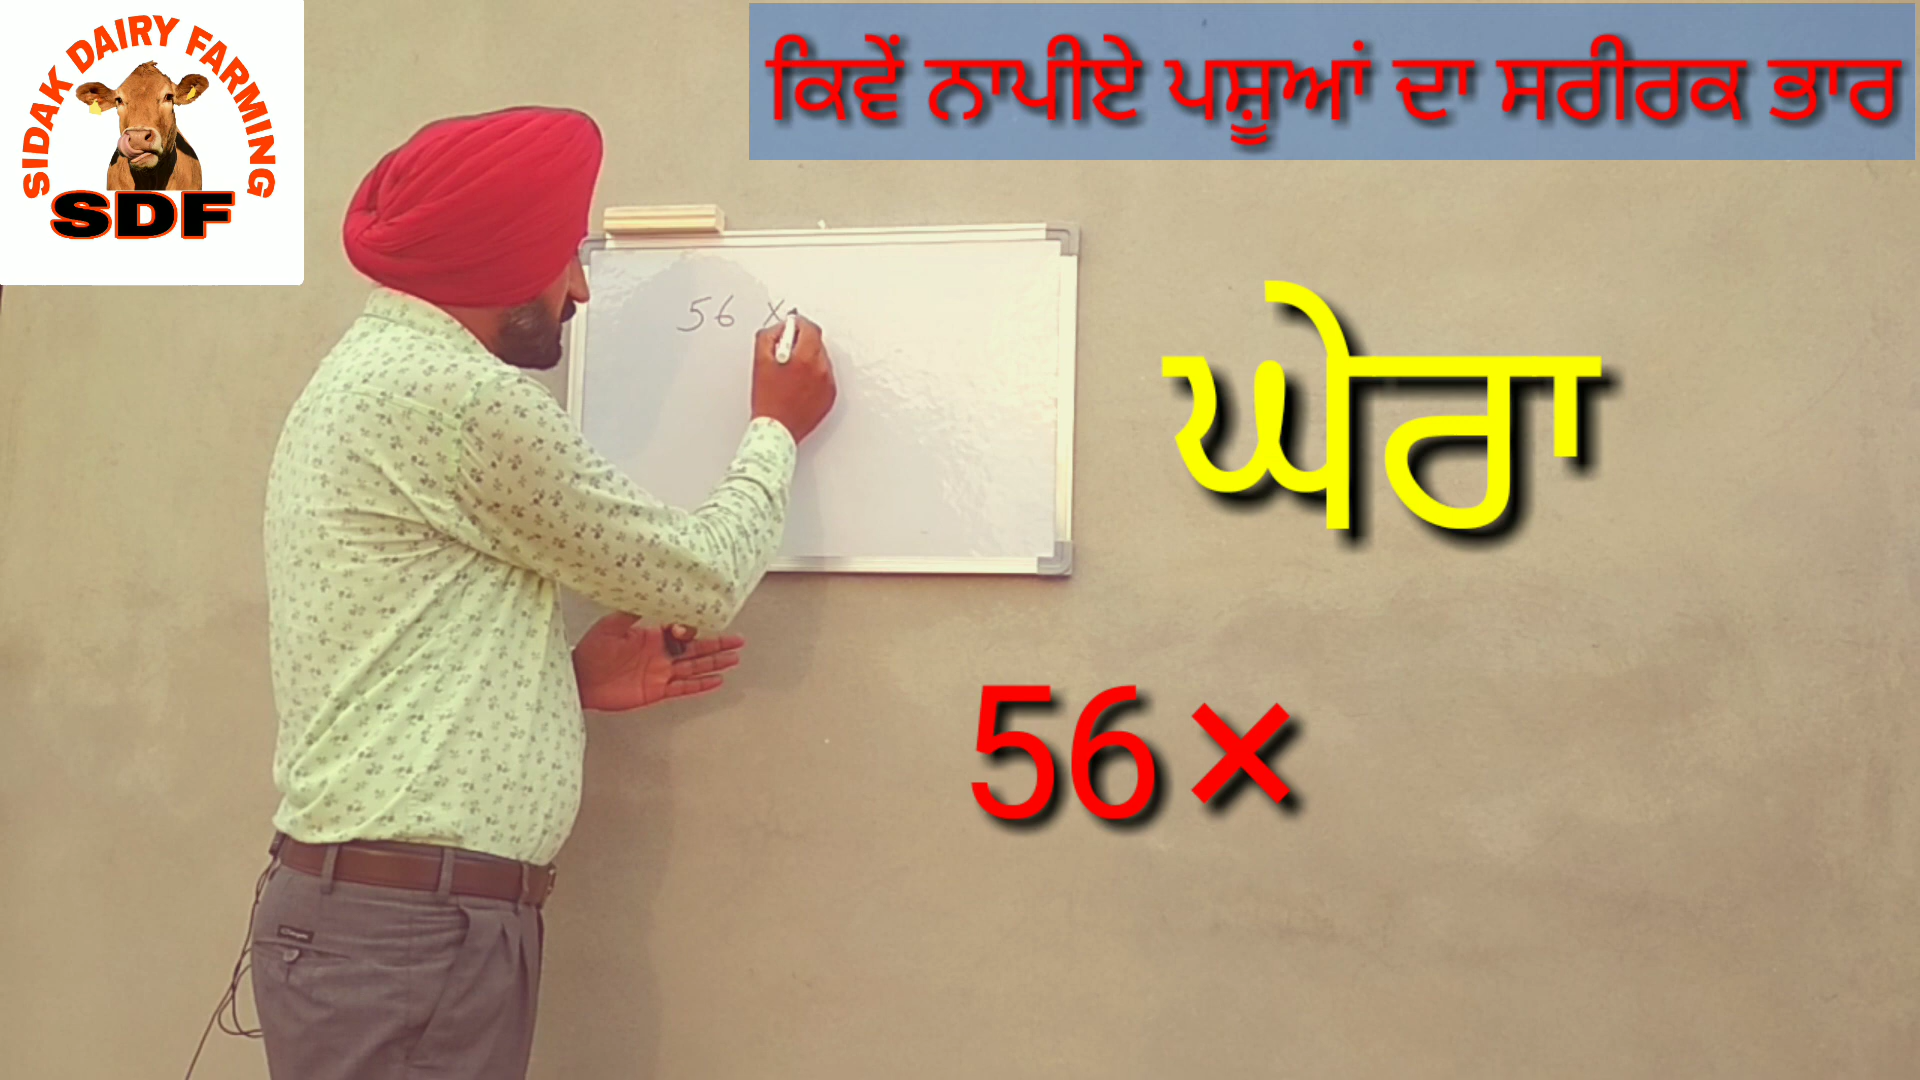 SIDAK DAIRY FARMING
SDF
ਕਿਵੇਂ ਨਾਪੀਏ ਪਸ਼ੂਆਂ ਦਾ ਸਰੀਰਕ ਭਾਰ
56 ×
ਘੇਰਾ
56×